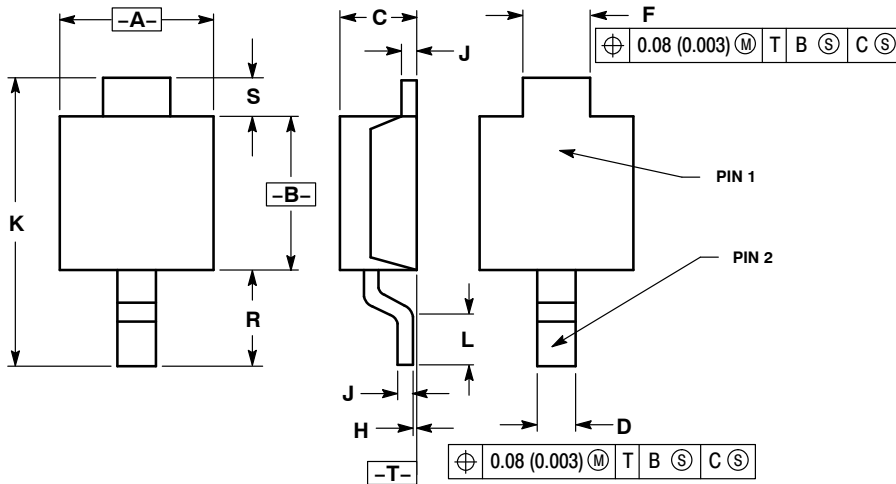 –A–
C
J
F
⌖ 0.08 (0.003) Ⓜ T B Ⓢ C Ⓢ
S
K
–B–
PIN 1
PIN 2
R
L
J
H
D
–T–
⌖ 0.08 (0.003) Ⓜ T B Ⓢ C Ⓢ